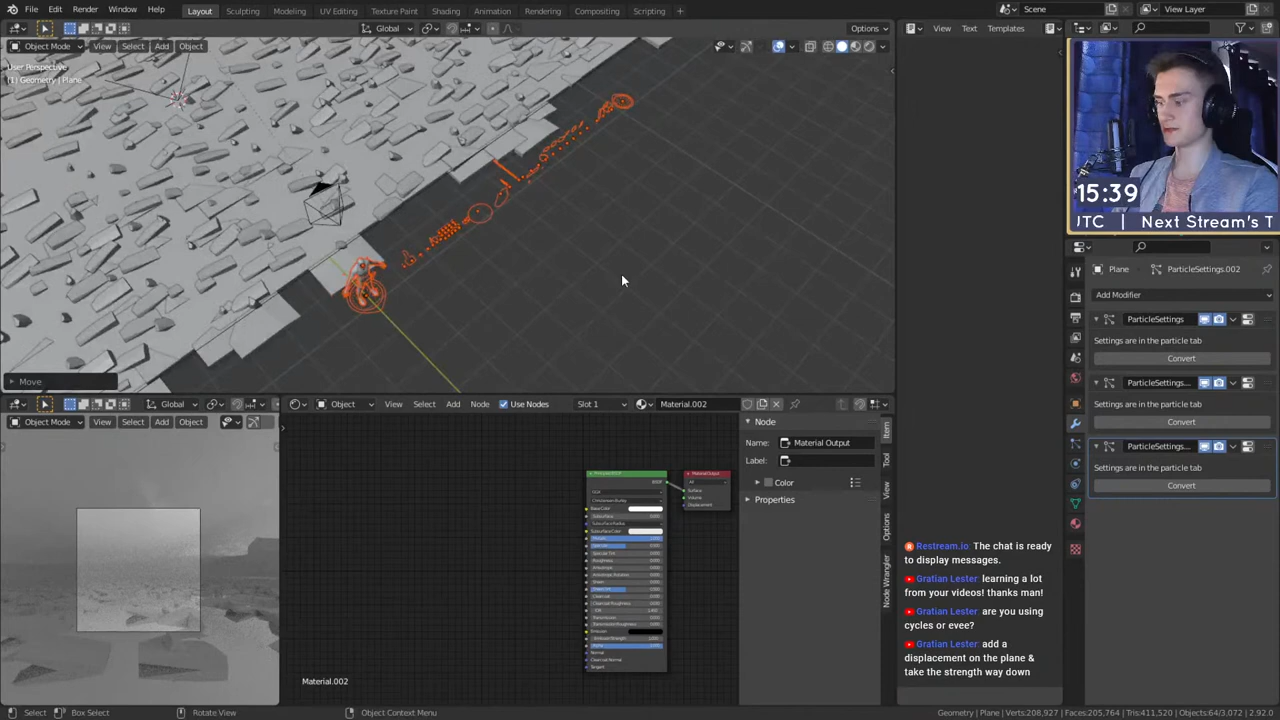 File Edit Render Window Help Layout Modeling Sculpting UV Editing Texture Paint Shading Animation Rendering Compositing Scripting + Scene View Layer
Global Options
Object Mode View Select Add Object
View Text Templates
User Perspective
(1) Geometry | Plane
Move
Object Mode View Select Add Object
Global
Object View Select Add Node Use Nodes Slot 1 Material.002
Node
Name: Material Output
Label:
Color
Properties
Item
Tool
View
Options
Node Wrangler
Material.002
15:39
UTC | Next Stream's T
Plane ParticleSettings.002
Add Modifier
ParticleSettings
Settings are in the particle tab
Convert
ParticleSettings...
Settings are in the particle tab
Convert
ParticleSettings...
Settings are in the particle tab
Convert
Restream.io: The chat is ready
to display messages.
Gratian Lester: learning a lot
from your videos! thanks man!
Gratian Lester: are you using
cycles or evee?
Gratian Lester: add a
displacement on the plane &
take the strength way down
Select Box Select Rotate View Object Context Menu
Geometry | Plane | Verts:208,927 | Faces:205,764 | Tris:411,520 | Objects:64/3,072 | 2.92.0